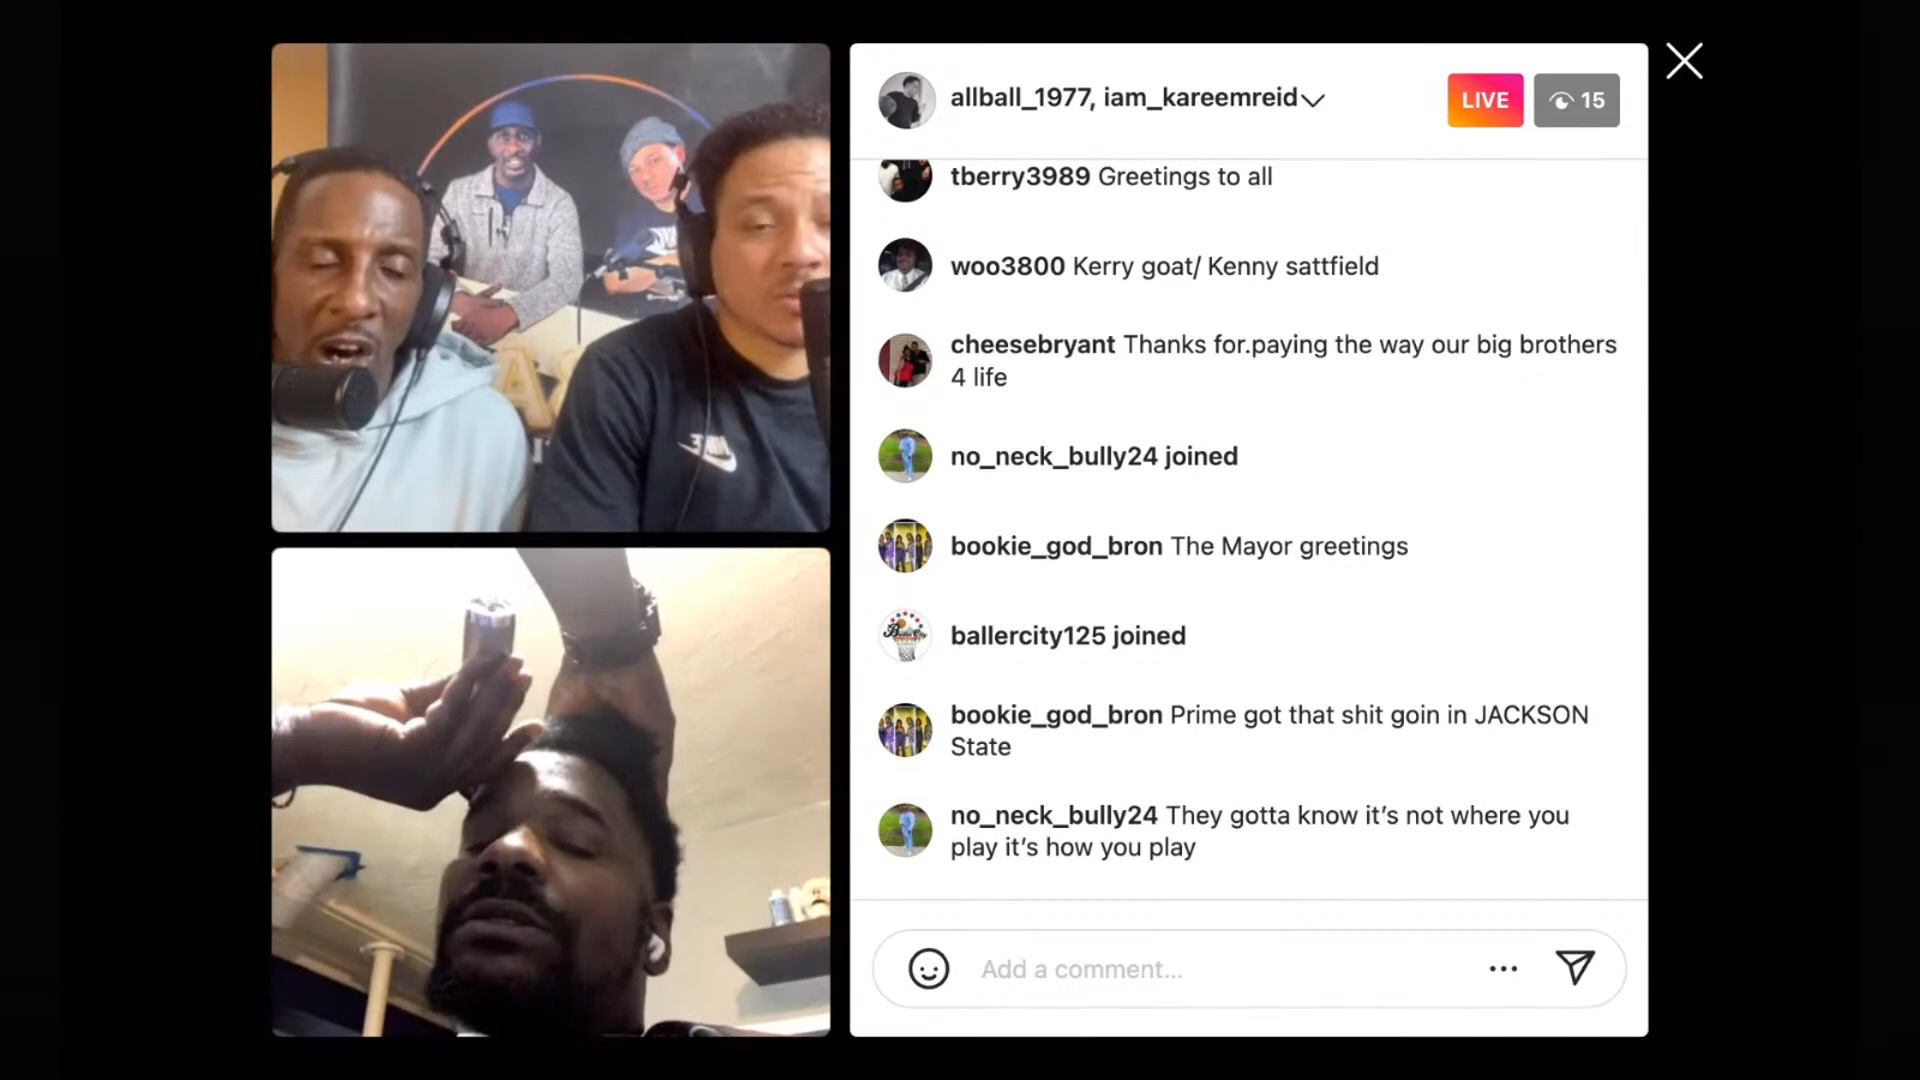 allball_1977, iam_kareemreid
LIVE
15
tberry3989 Greetings to all
woo3800 Kerry goat/ Kenny sattfield
cheesebryant Thanks for.paying the way our big brothers
4 life
no_neck_bully24 joined
bookie_god_bron The Mayor greetings
ballercity125 joined
bookie_god_bron Prime got that shit goin in JACKSON
State
no_neck_bully24 They gotta know it’s not where you
play it’s how you play
Add a comment...
NIKE